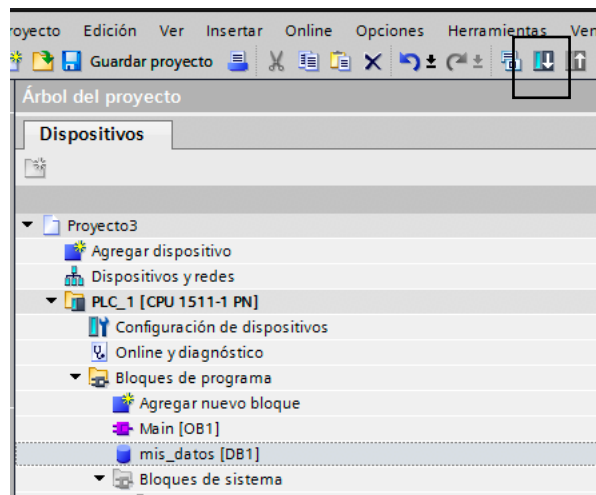 royecto Edición Ver Insertar Online Opciones Herramientas Ven
Guardar proyecto
Árbol del proyecto
Dispositivos
Proyecto3
Agregar dispositivo
Dispositivos y redes
PLC_1 [CPU 1511-1 PN]
Configuración de dispositivos
Online y diagnóstico
Bloques de programa
Agregar nuevo bloque
Main [OB1]
mis_datos [DB1]
Bloques de sistema